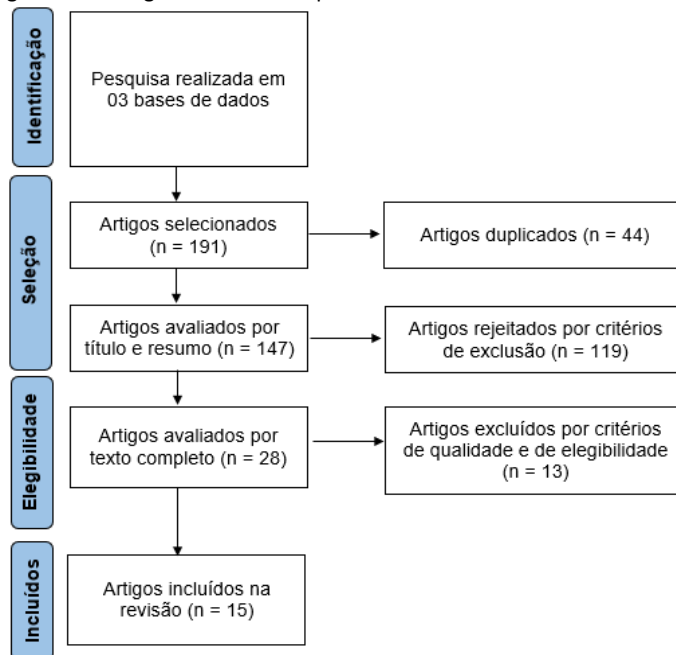 Identificação
Pesquisa realizada em
03 bases de dados
Seleção
Artigos selecionados
(n = 191)
Artigos duplicados (n = 44)
Artigos avaliados por
título e resumo (n = 147)
Artigos rejeitados por critérios
de exclusão (n = 119)
Elegibilidade
Artigos avaliados por
texto completo (n = 28)
Artigos excluídos por critérios
de qualidade e de elegibilidade
(n = 13)
Incluídos
Artigos incluídos na
revisão (n = 15)